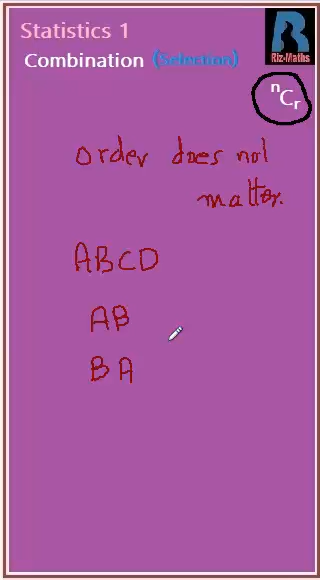 Statistics 1
Riz-Maths
Combination (Selection)
ⁿCᵣ
order does not
matter.
ABCD
AB
BA